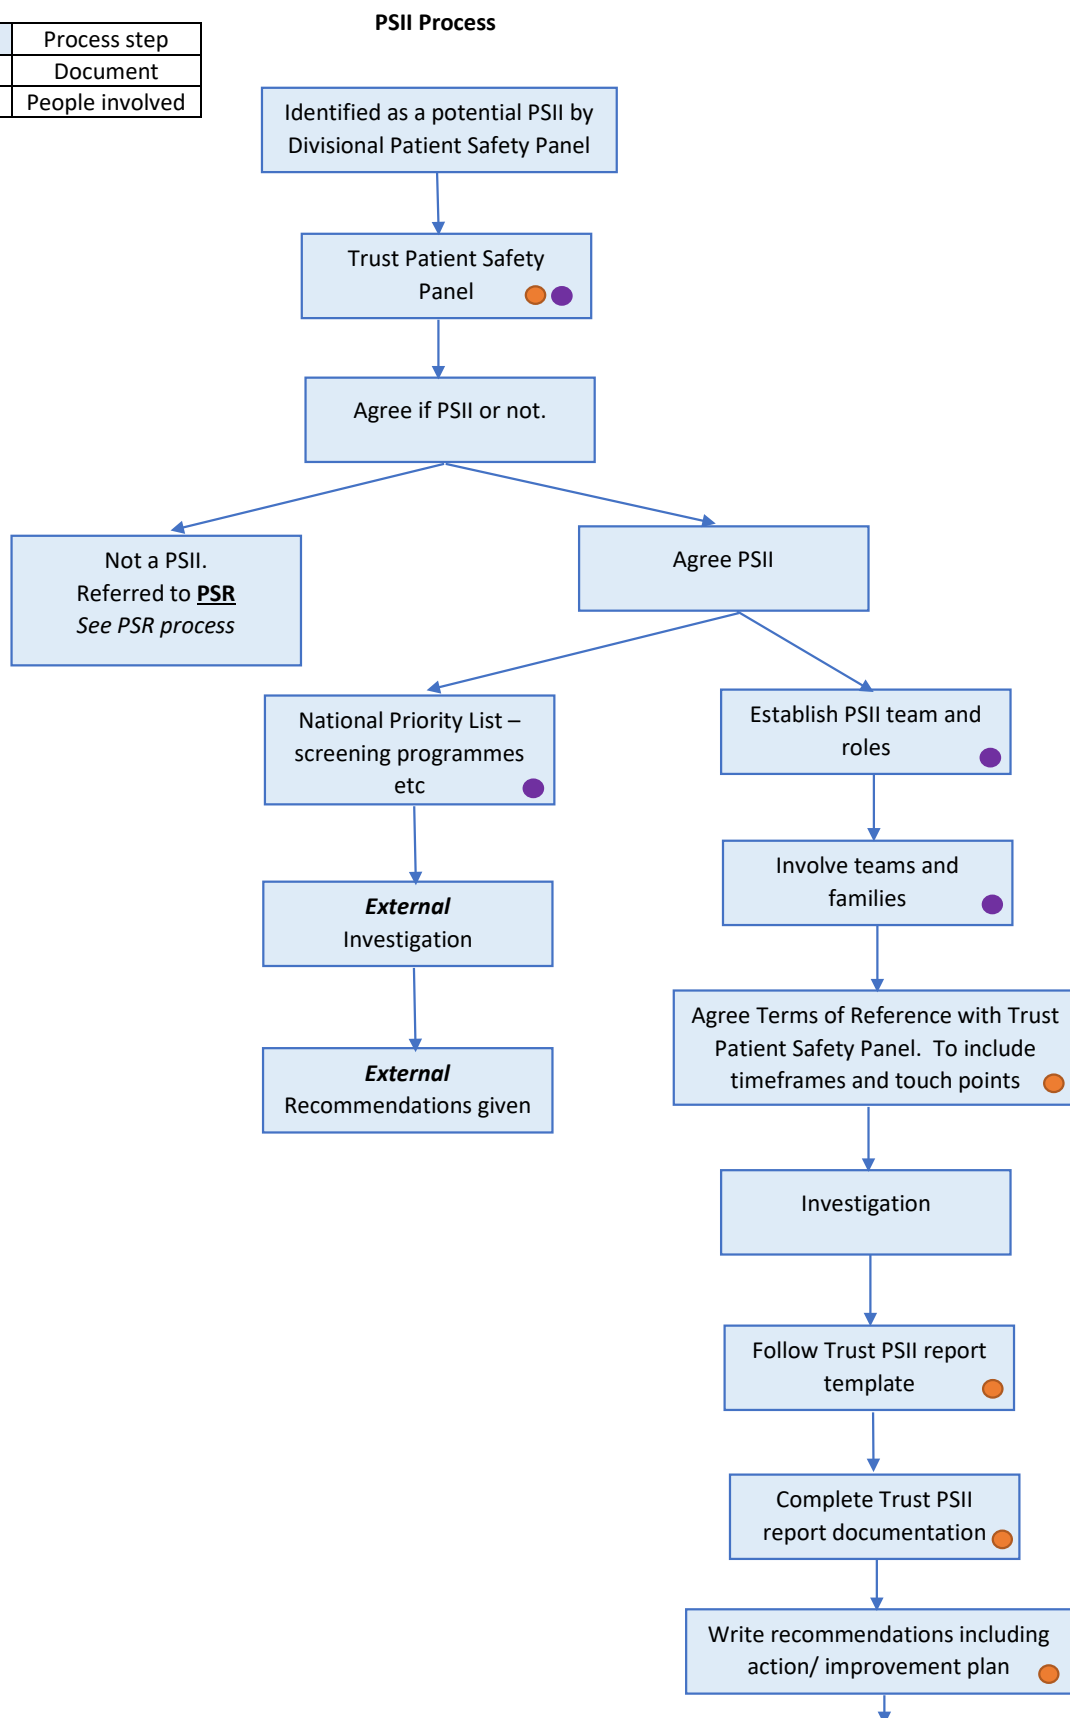 PSII Process
Process step
Document
People involved
Identified as a potential PSII by
Divisional Patient Safety Panel
Trust Patient Safety
Panel
Agree if PSII or not.
Not a PSII.
Referred to PSR
See PSR process
Agree PSII
National Priority List –
screening programmes
etc
External
Investigation
External
Recommendations given
Establish PSII team and
roles
Involve teams and
families
Agree Terms of Reference with Trust
Patient Safety Panel. To include
timeframes and touch points
Investigation
Follow Trust PSII report
template
Complete Trust PSII
report documentation
Write recommendations including
action/ improvement plan